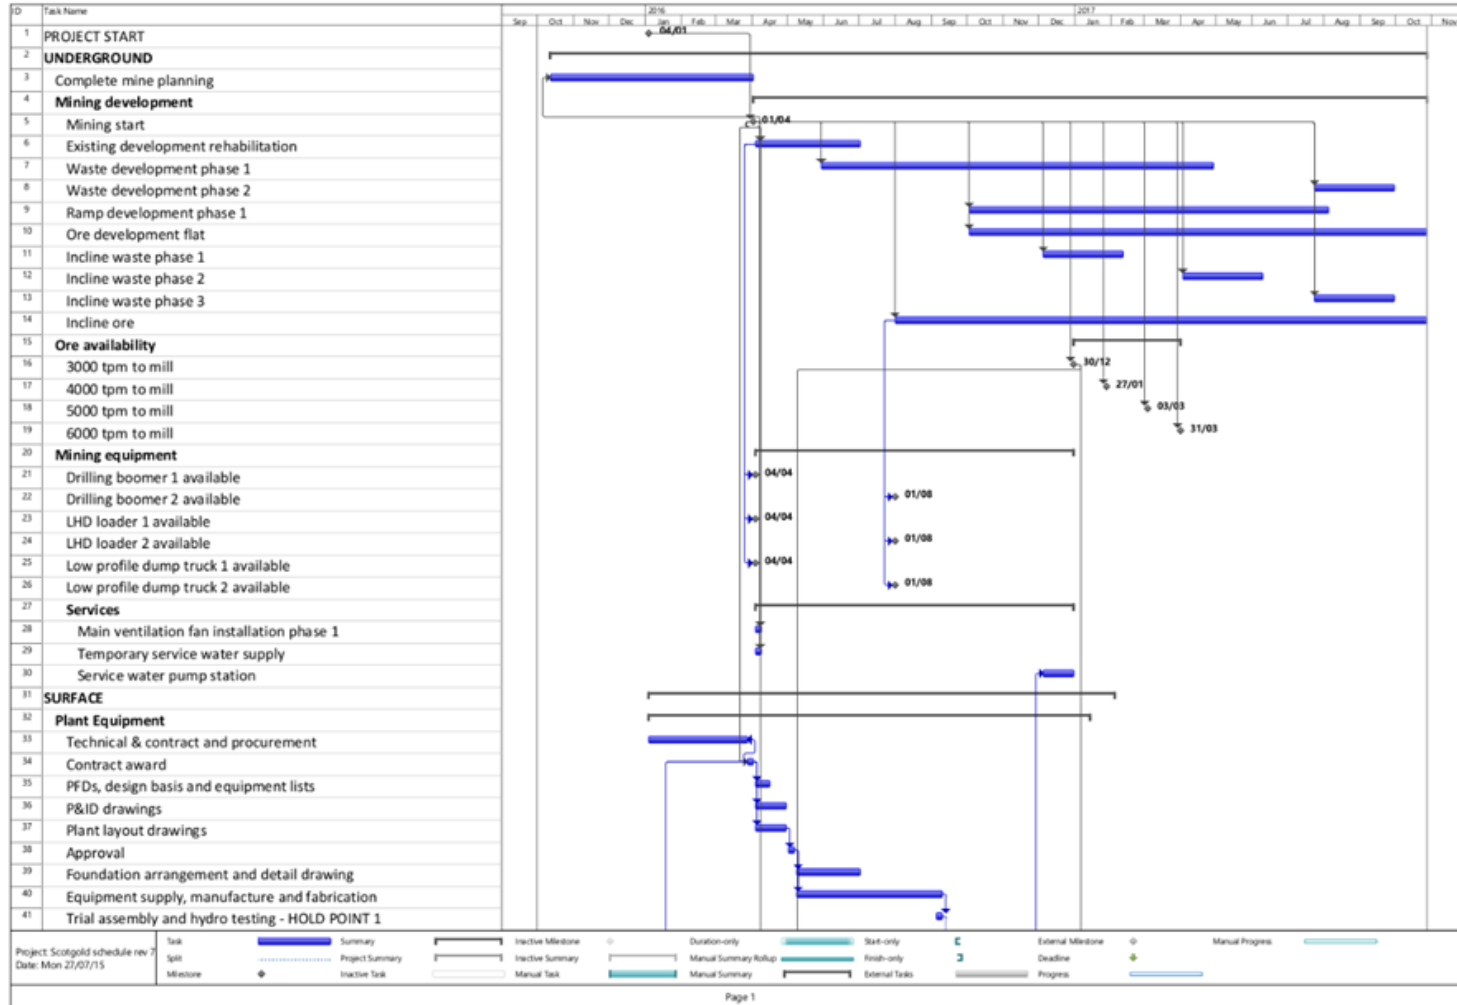 ID Task Name 2016 2017
Sep Oct Nov Dec Jan Feb Mar Apr May Jun Jul Aug Sep Oct Nov Dec Jan Feb Mar Apr May Jun Jul Aug Sep Oct Nov
1 PROJECT START 04/01
2 UNDERGROUND
3 Complete mine planning
4 Mining development
5 Mining start 01/04
6 Existing development rehabilitation
7 Waste development phase 1
8 Waste development phase 2
9 Ramp development phase 1
10 Ore development flat
11 Incline waste phase 1
12 Incline waste phase 2
13 Incline waste phase 3
14 Incline ore
15 Ore availability
16 3000 tpm to mill 30/12
17 4000 tpm to mill 27/01
18 5000 tpm to mill 03/03
19 6000 tpm to mill 31/03
20 Mining equipment
21 Drilling boomer 1 available 04/04
22 Drilling boomer 2 available 01/08
23 LHD loader 1 available 04/04
24 LHD loader 2 available 01/08
25 Low profile dump truck 1 available 04/04
26 Low profile dump truck 2 available 01/08
27 Services
28 Main ventilation fan installation phase 1
29 Temporary service water supply
30 Service water pump station
31 SURFACE
32 Plant Equipment
33 Technical & contract and procurement
34 Contract award
35 PFDs, design basis and equipment lists
36 P&ID drawings
37 Plant layout drawings
38 Approval
39 Foundation arrangement and detail drawing
40 Equipment supply, manufacture and fabrication
41 Trial assembly and hydro testing - HOLD POINT 1
Project: Scotgold schedule rev 7
Date: Mon 27/07/15
Task Summary Inactive Milestone Duration-only Start-only External Milestone Manual Progress
Split Project Summary Inactive Summary Manual Summary Rollup Finish-only Deadline
Milestone Inactive Task Manual Task Manual Summary External Tasks Progress
Page 1